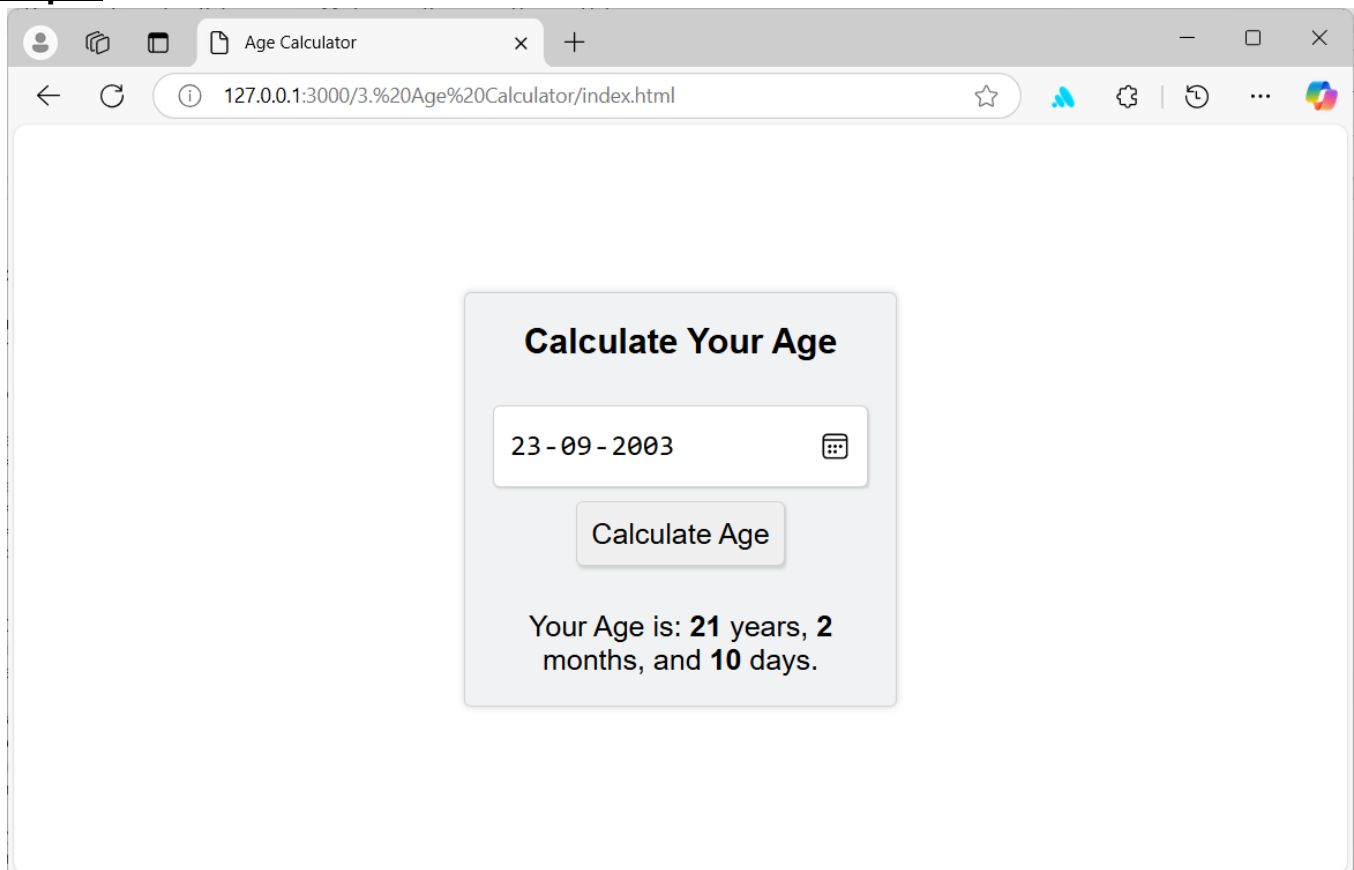 Age Calculator
127.0.0.1:3000/3.%20Age%20Calculator/index.html
Calculate Your Age
23-09-2003
Calculate Age
Your Age is: 21 years, 2
months, and 10 days.